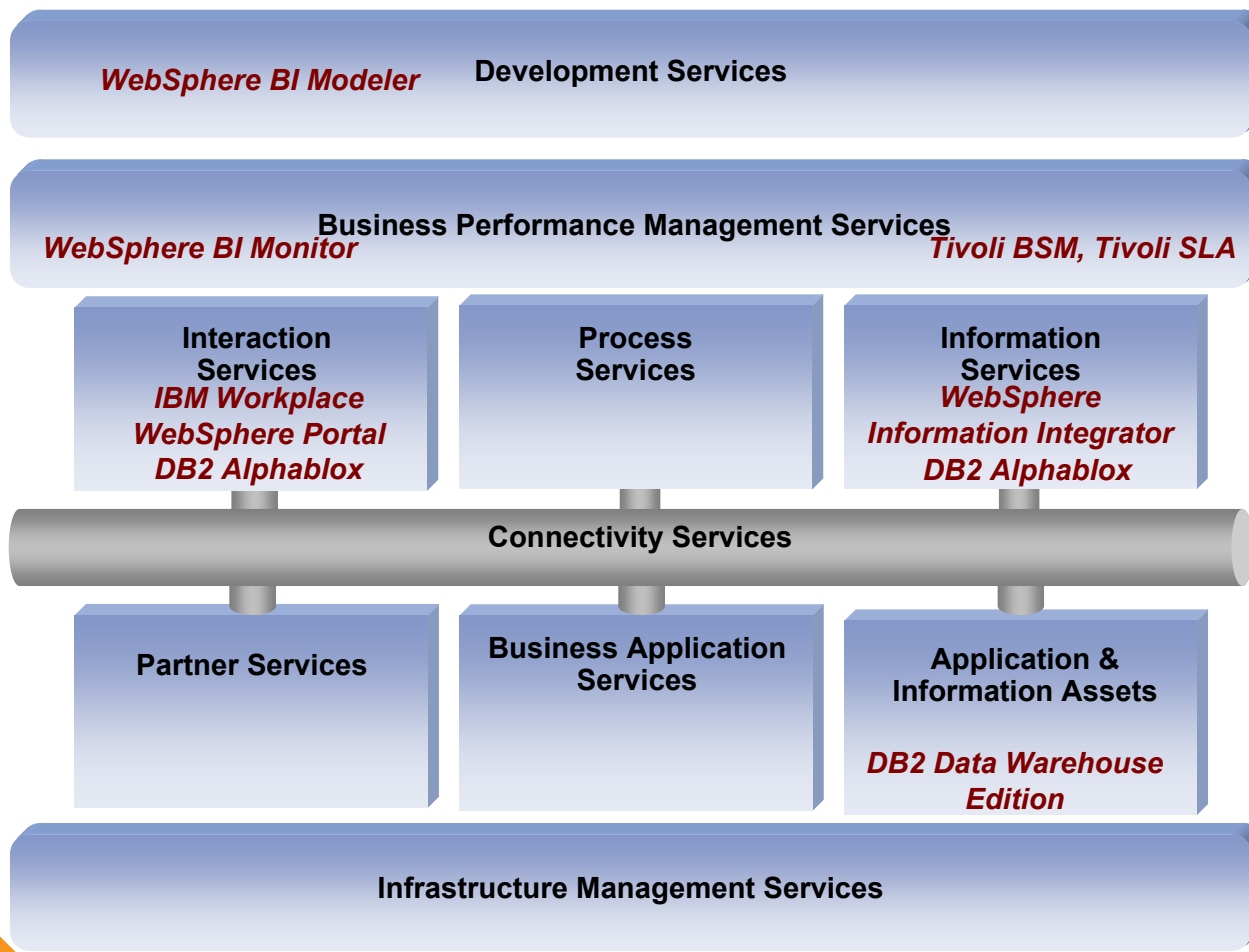 Development Services
WebSphere BI Modeler
Business Performance Management Services
WebSphere BI Monitor
Tivoli BSM, Tivoli SLA
Interaction
Services
IBM Workplace
WebSphere Portal
DB2 Alphablox
Process
Services
Information
Services
WebSphere
Information Integrator
DB2 Alphablox
Connectivity Services
Partner Services
Business Application
Services
Application &
Information Assets
DB2 Data Warehouse
Edition
Infrastructure Management Services